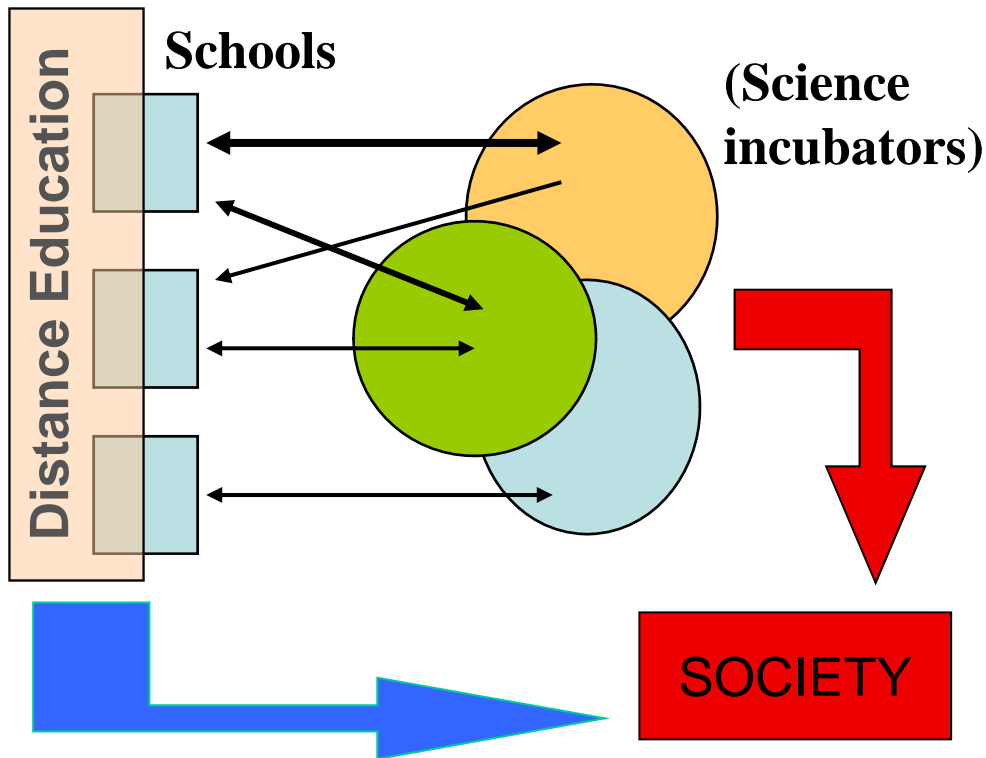 Distance Education
Schools
(Science
incubators)
SOCIETY